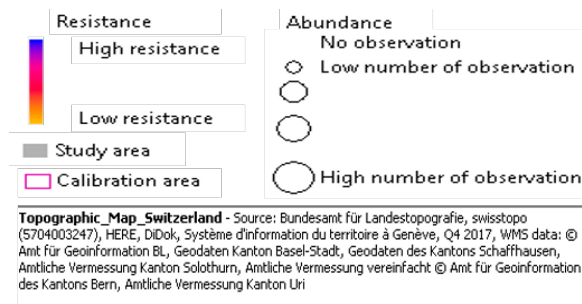 Resistance
High resistance
Low resistance
Study area
Calibration area
Abundance
No observation
Low number of observation
High number of observation
Topographic_Map_Switzerland - Source: Bundesamt für Landestopografie, swisstopo
(5704003247), HERE, DiDok, Système d'information du territoire à Genève, Q4 2017, WMS data: ©
Amt für Geoinformation BL, Geodaten Kanton Basel-Stadt, Geodaten des Kantons Schaffhausen,
Amtliche Vermessung Kanton Solothurn, Amtliche Vermessung vereinfacht © Amt für Geoinformation
des Kantons Bern, Amtliche Vermessung Kanton Uri